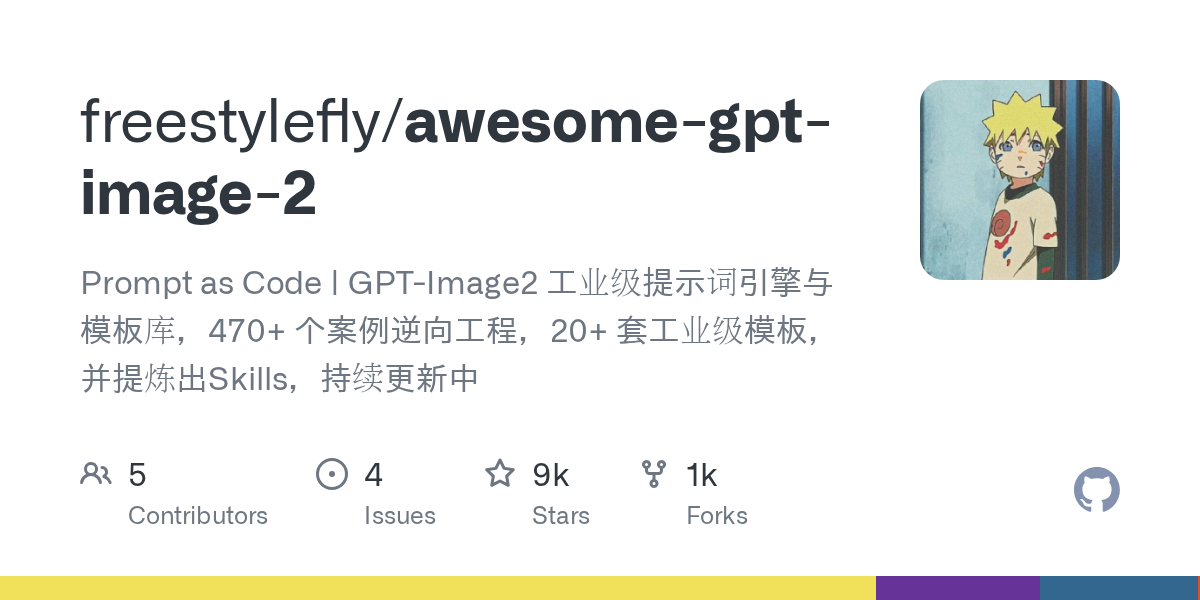 freestylefly/awesome-gpt-
image-2
Prompt as Code | GPT-Image2 工业级提示词引擎与
模板库，470+ 个案例逆向工程，20+ 套工业级模板，
并提炼出Skills，持续更新中
5
Contributors
4
Issues
9k
Stars
1k
Forks